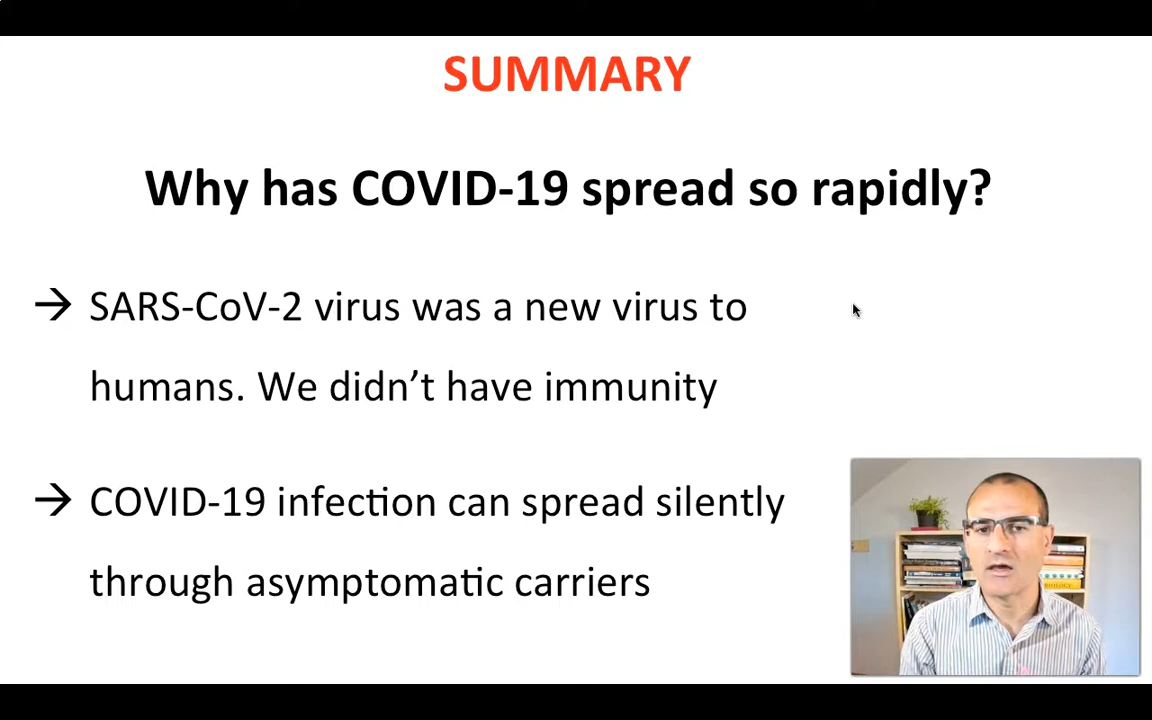 SUMMARY
Why has COVID-19 spread so rapidly?
→ SARS-CoV-2 virus was a new virus to
humans. We didn’t have immunity
→ COVID-19 infection can spread silently
through asymptomatic carriers